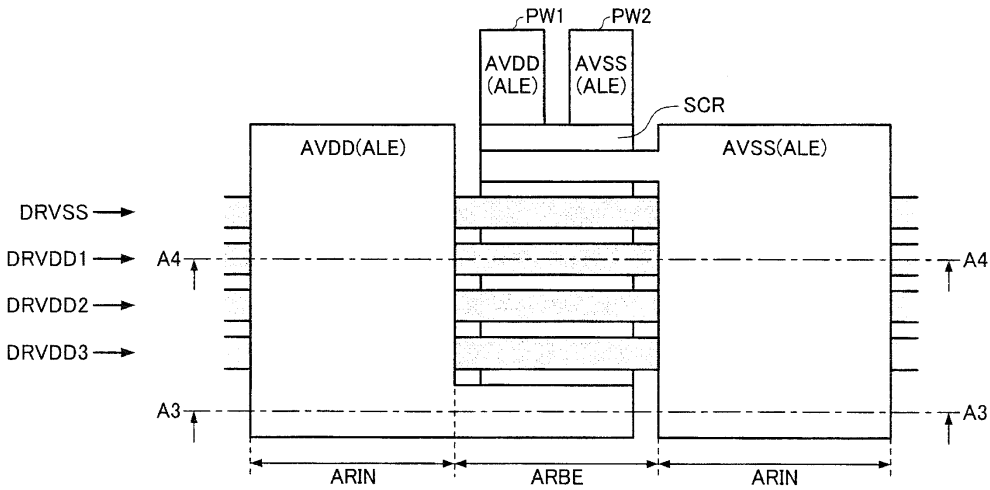 PW1
PW2
AVDD
(ALE)
AVSS
(ALE)
SCR
AVDD(ALE)
AVSS(ALE)
DRVSS
DRVDD1
A4
A4
DRVDD2
DRVDD3
A3
A3
ARIN
ARBE
ARIN